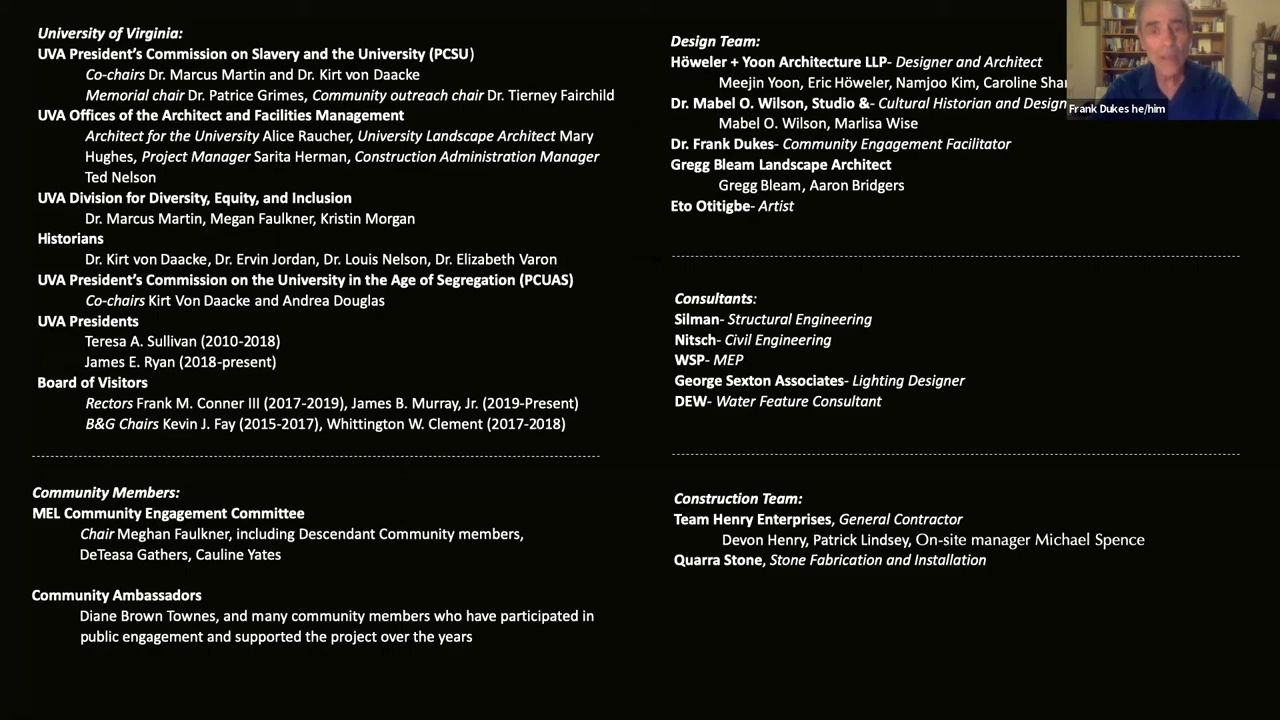 University of Virginia:
UVA President's Commission on Slavery and the University (PCSU)
Co-chairs Dr. Marcus Martin and Dr. Kirt von Daacke
Memorial chair Dr. Patrice Grimes, Community outreach chair Dr. Tierney Fairchild
UVA Offices of the Architect and Facilities Management
Architect for the University Alice Raucher, University Landscape Architect Mary
Hughes, Project Manager Sarita Herman, Construction Administration Manager
Ted Nelson
UVA Division for Diversity, Equity, and Inclusion
Dr. Marcus Martin, Megan Faulkner, Kristin Morgan
Historians
Dr. Kirt von Daacke, Dr. Ervin Jordan, Dr. Louis Nelson, Dr. Elizabeth Varon
UVA President's Commission on the University in the Age of Segregation (PCUAS)
Co-chairs Kirt Von Daacke and Andrea Douglas
UVA Presidents
Teresa A. Sullivan (2010-2018)
James E. Ryan (2018-present)
Board of Visitors
Rectors Frank M. Conner III (2017-2019), James B. Murray, Jr. (2019-Present)
B&G Chairs Kevin J. Fay (2015-2017), Whittington W. Clement (2017-2018)
Community Members:
MEL Community Engagement Committee
Chair Meghan Faulkner, including Descendant Community members,
DeTeasa Gathers, Cauline Yates
Community Ambassadors
Diane Brown Townes, and many community members who have participated in
public engagement and supported the project over the years
Design Team:
Höweler + Yoon Architecture LLP- Designer and Architect
Meejin Yoon, Eric Höweler, Namjoo Kim, Caroline
Dr. Mabel O. Wilson, Studio &- Cultural Historian and Design
Mabel O. Wilson, Marlisa Wise
Dr. Frank Dukes- Community Engagement Facilitator
Gregg Bleam Landscape Architect
Gregg Bleam, Aaron Bridgers
Eto Otitigbe- Artist
Consultants:
Silman- Structural Engineering
Nitsch- Civil Engineering
WSP- MEP
George Sexton Associates- Lighting Designer
DEW- Water Feature Consultant
Construction Team:
Team Henry Enterprises, General Contractor
Devon Henry, Patrick Lindsey, On-site manager Michael Spence
Quarra Stone, Stone Fabrication and Installation
Frank Dukes he/him